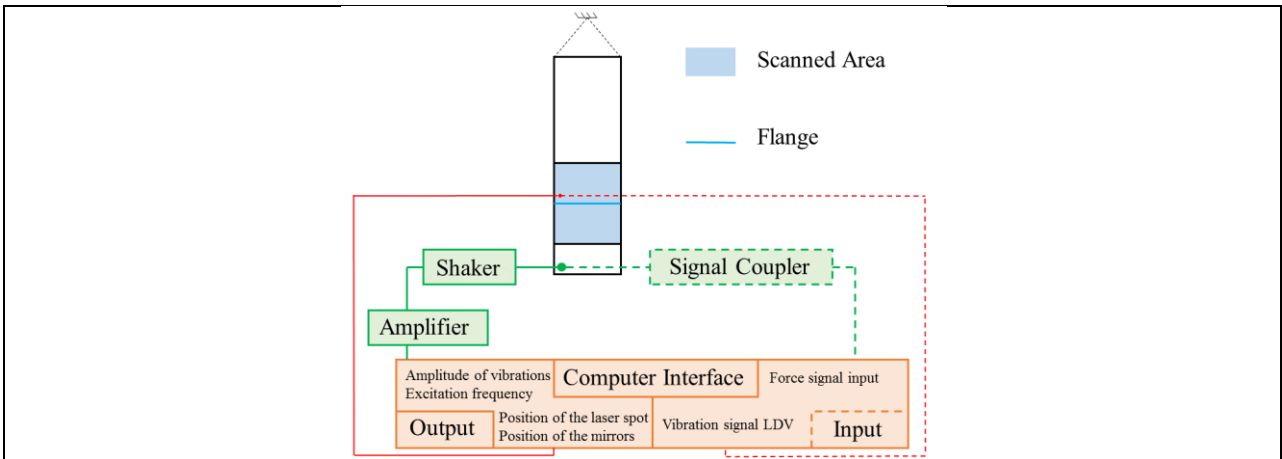 Scanned Area
Flange
Shaker
Signal Coupler
Amplifier
Amplitude of vibrations
Excitation frequency
Computer Interface
Force signal input
Output
Position of the laser spot
Position of the mirrors
Vibration signal LDV
Input